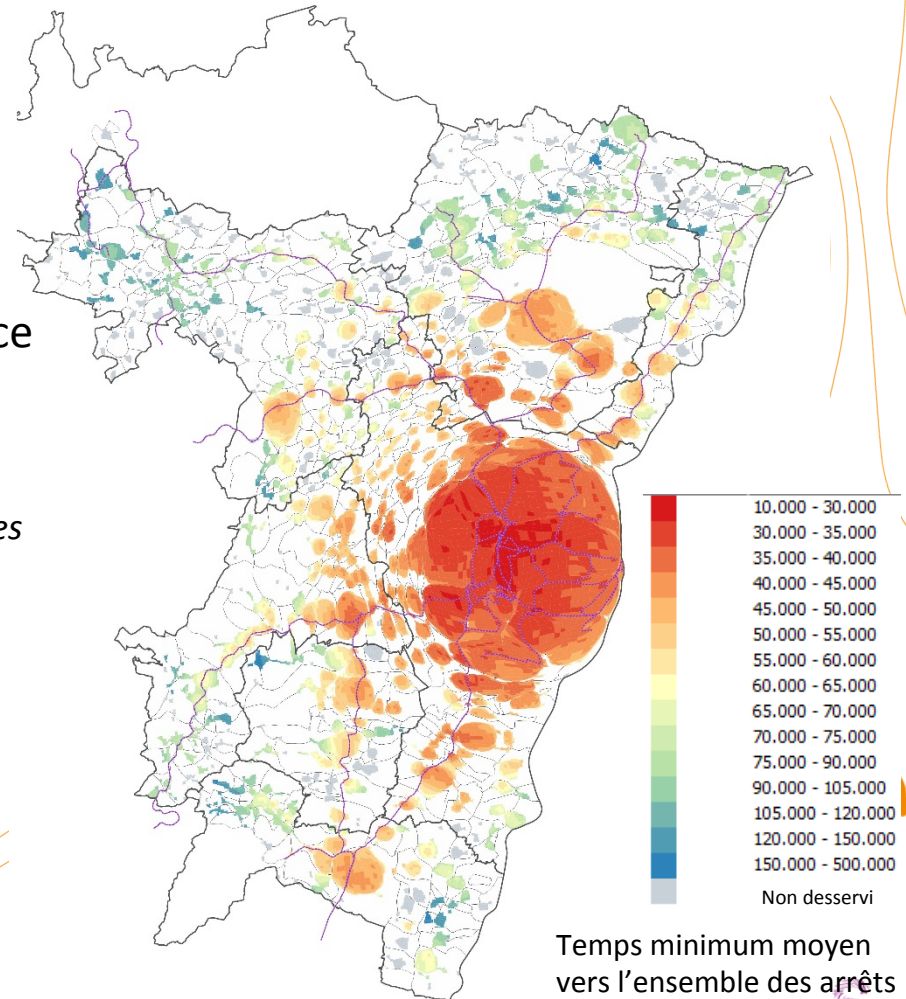 ce
es
10.000 - 30.000
30.000 - 35.000
35.000 - 40.000
40.000 - 45.000
45.000 - 50.000
50.000 - 55.000
55.000 - 60.000
60.000 - 65.000
65.000 - 70.000
70.000 - 75.000
75.000 - 90.000
90.000 - 105.000
105.000 - 120.000
120.000 - 150.000
150.000 - 500.000
Non desservi
Temps minimum moyen
vers l’ensemble des arrêts